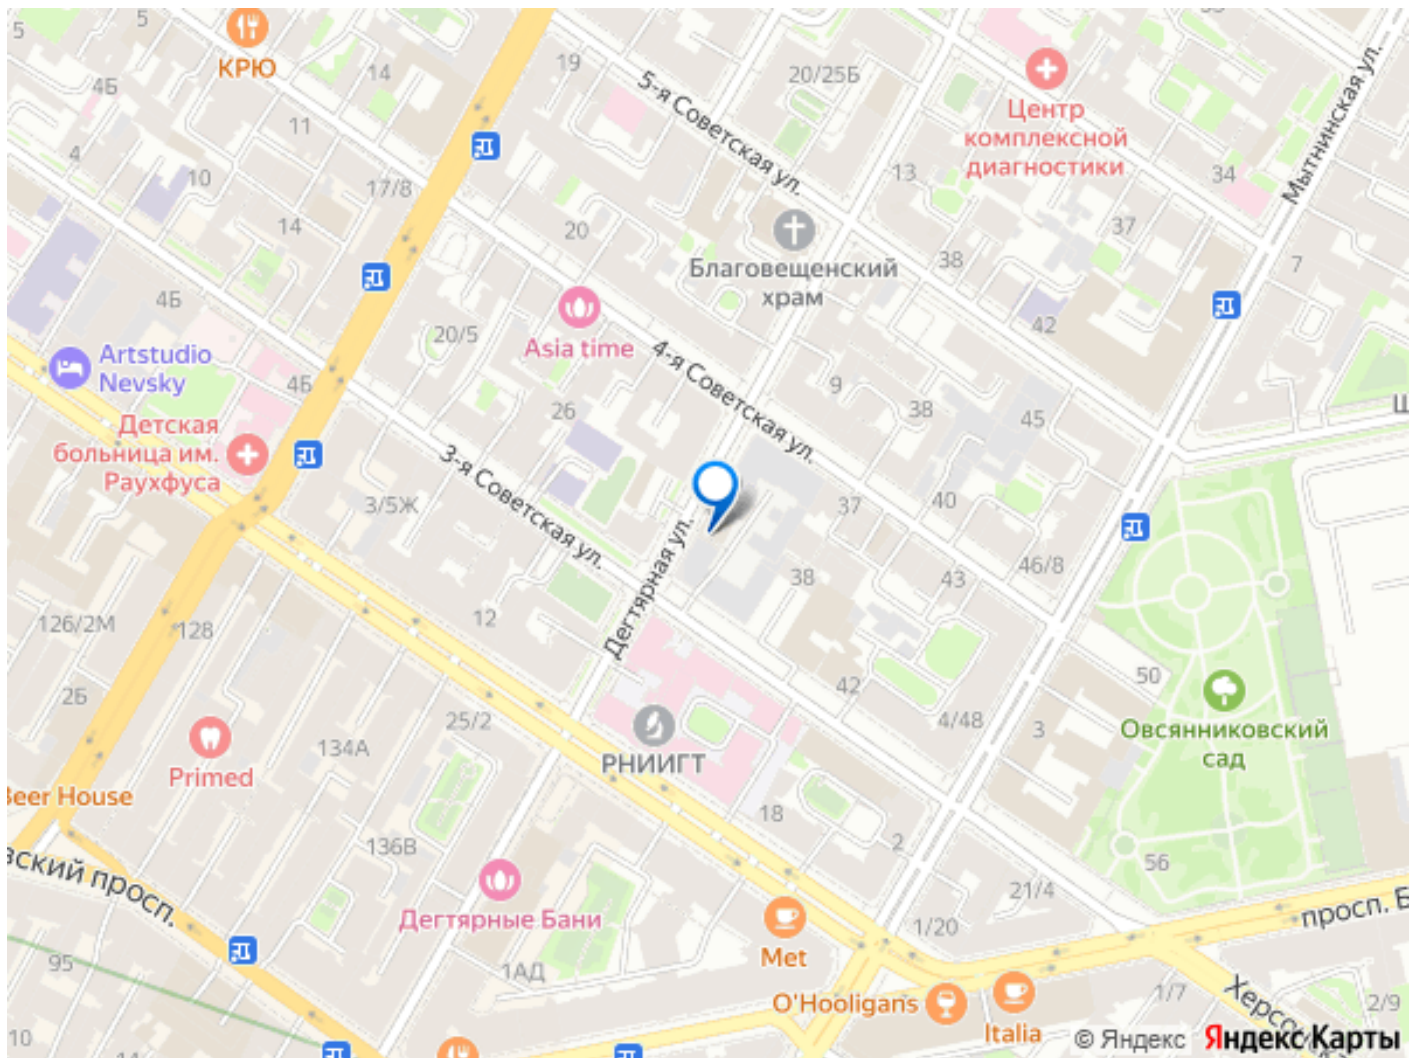 5
5
КРЮ
14
4Б
11
4
10
17/8
14
19
5-я Советская ул.
20/25Б
Центр
комплексной
диагностики
Мытнинская ул.
13
34
37
20
Благовещенский
храм
38
7
42
4Б
20/5
Asia time
4-я Советская ул.
Artstudio
Nevsky
4Б
26
9
38
45
Детская
больница им.
Раухфуса
3-я Советская ул.
3/5Ж
37
40
46/8
38
43
Дегтярная ул.
126/2М
128
12
2Б
25/2
42
4/48
50
3
Овсянниковский
сад
134А
РНИИГТ
Primed
Beer House
18
2
136В
вский просп.
56
21/4
Дегтярные Бани
1/20
просп. Б
Met
95
1АД
O'Hooligans
Italia
1/7
2/9
10
© Яндекс Яндекс Карты